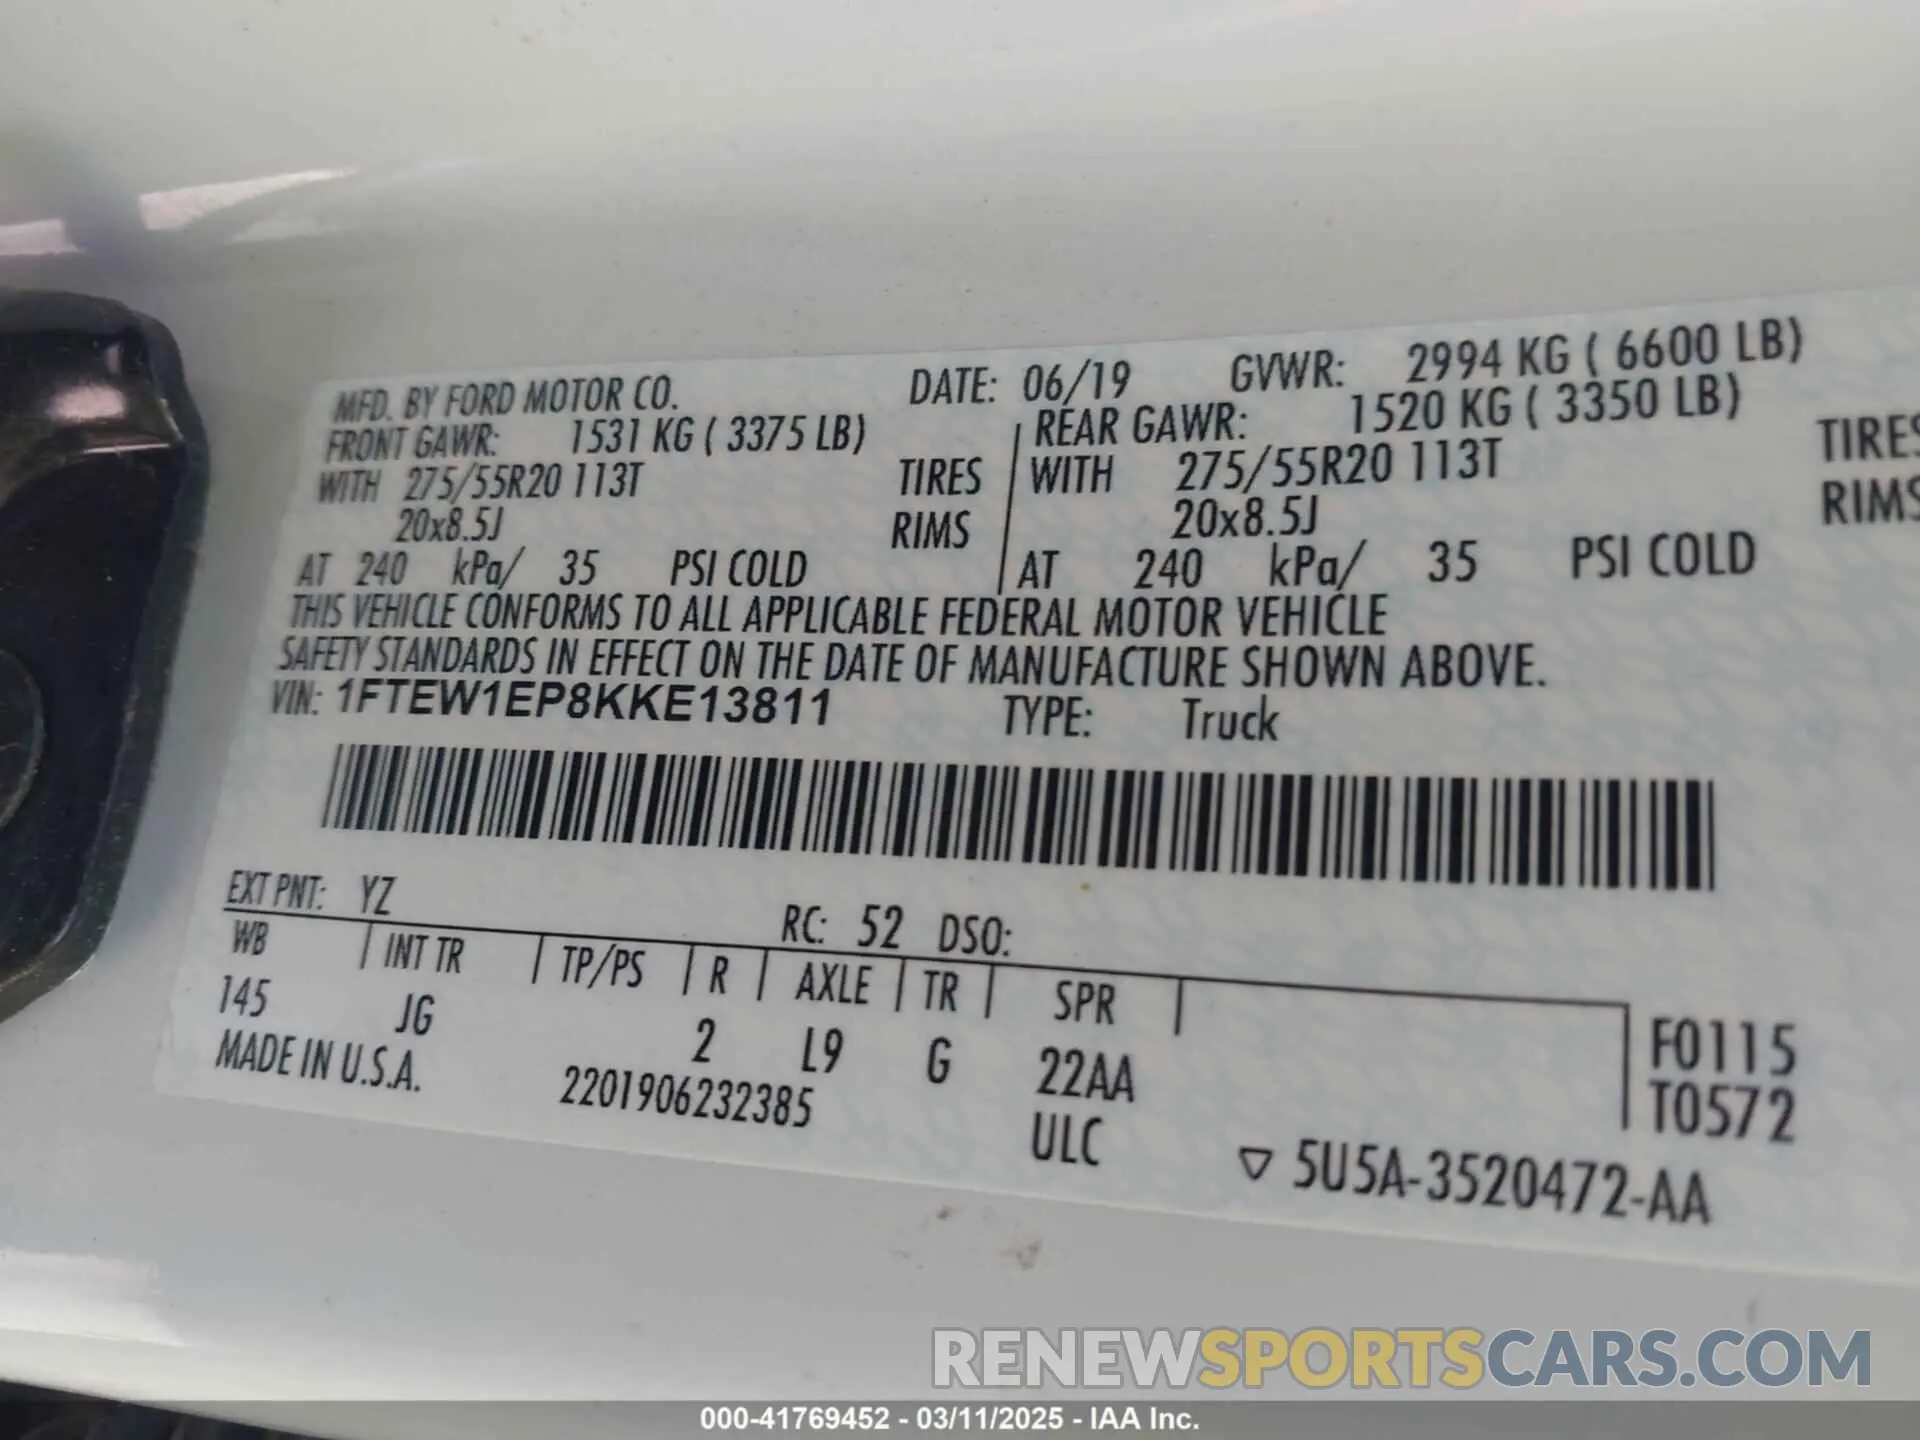 MFD. BY FORD MOTOR CO. DATE: 06/19 GVWR: 2994 KG ( 6600 LB)
FRONT GAWR: 1531 KG ( 3375 LB) REAR GAWR: 1520 KG ( 3350 LB)
WITH 275/55R20 113T TIRES WITH 275/55R20 113T TIRES
20x8.5J RIMS 20x8.5J RIMS
AT 240 kPa/ 35 PSI COLD AT 240 kPa/ 35 PSI COLD
THIS VEHICLE CONFORMS TO ALL APPLICABLE FEDERAL MOTOR VEHICLE
SAFETY STANDARDS IN EFFECT ON THE DATE OF MANUFACTURE SHOWN ABOVE.
VIN: 1FTEW1EP8KKE13811 TYPE: Truck
EXT PNT: YZ RC: 52 DSO:
WB INT TR TP/PS R AXLE TR SPR
145 JG 2 L9 G 22AA F0115
MADE IN U.S.A. 2201906232385 ULC T0572
▽ 5U5A-3520472-AA
RENEWSPORTSCARS.COM
000-41769452 - 03/11/2025 - IAA Inc.